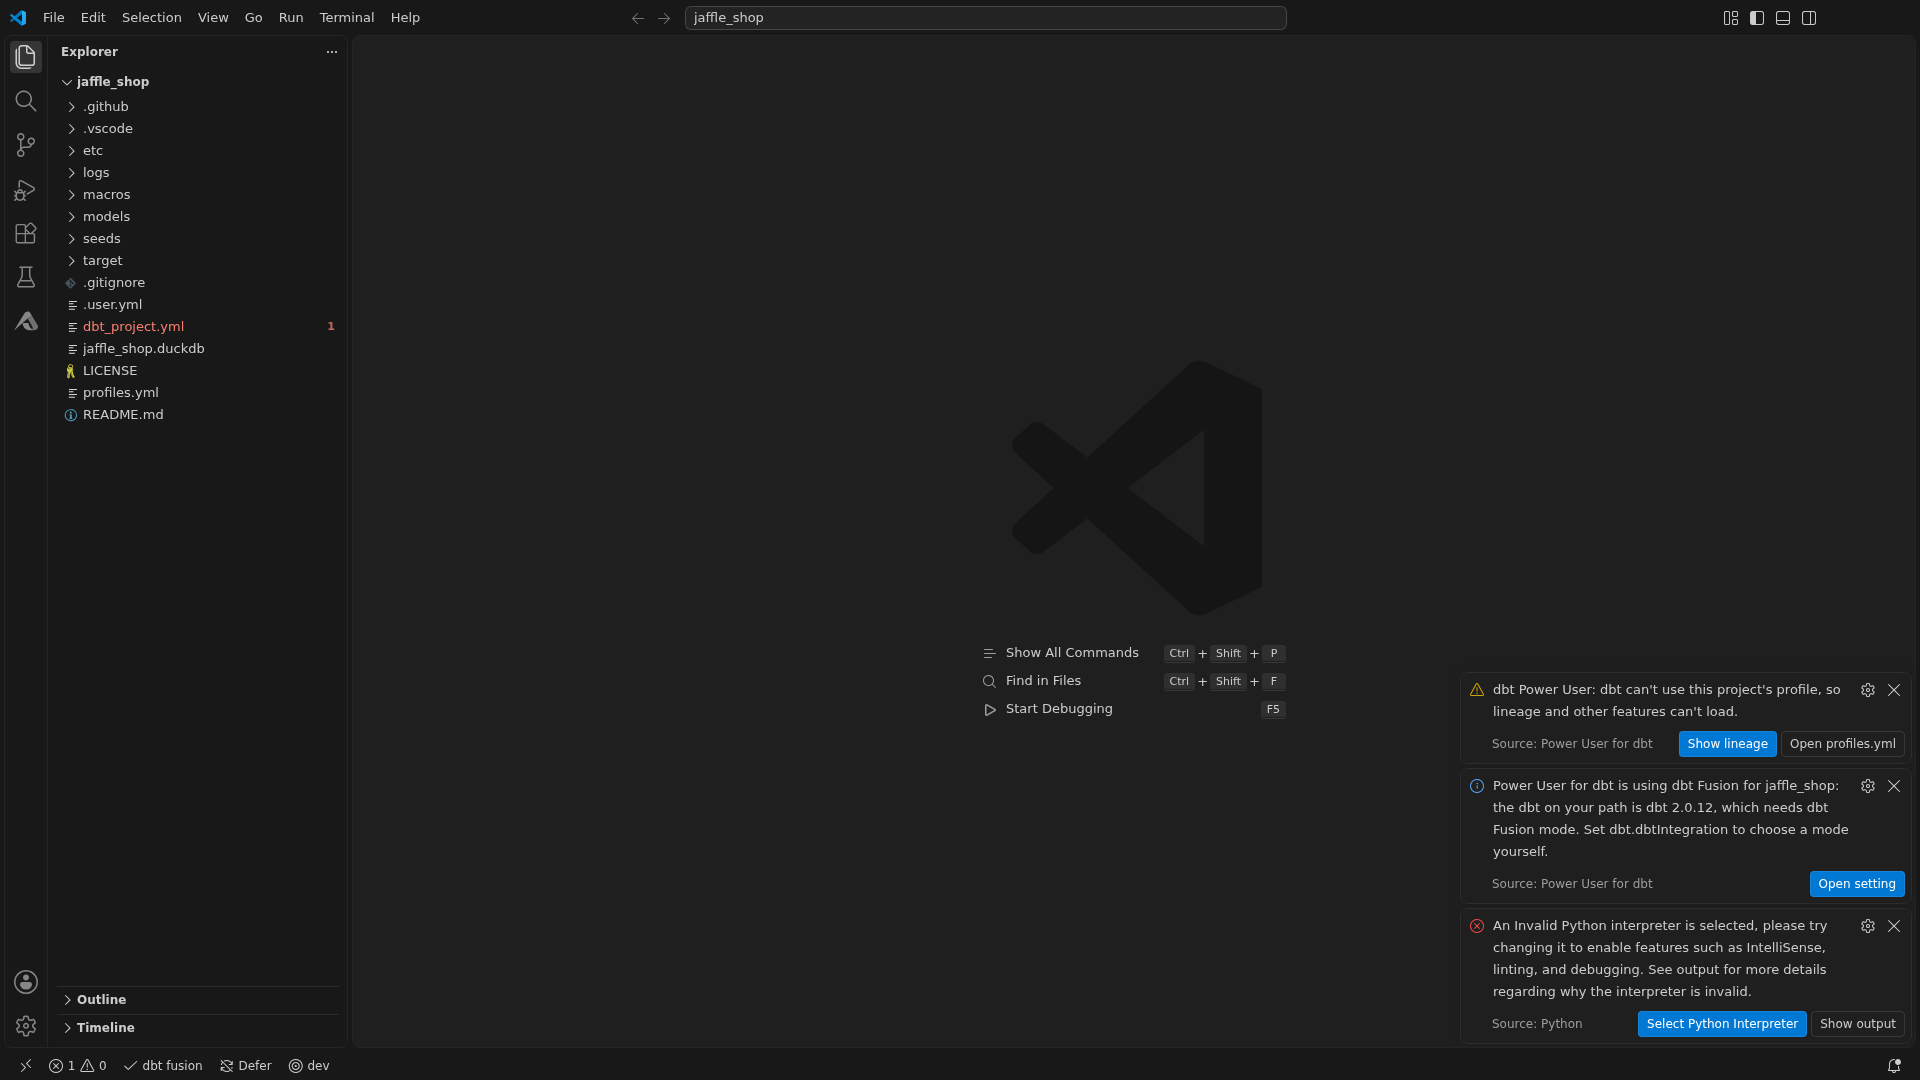 File Edit Selection View Go Run Terminal Help
jaffle_shop
Explorer
jaffle_shop
.github
.vscode
etc
logs
macros
models
seeds
target
.gitignore
.user.yml
dbt_project.yml 1
jaffle_shop.duckdb
LICENSE
profiles.yml
README.md
Show All Commands Ctrl + Shift + P
Find in Files Ctrl + Shift + F
Start Debugging F5
dbt Power User: dbt can't use this project's profile, so
lineage and other features can't load.
Source: Power User for dbt Show lineage Open profiles.yml
Power User for dbt is using dbt Fusion for jaffle_shop:
the dbt on your path is dbt 2.0.12, which needs dbt
Fusion mode. Set dbt.dbtIntegration to choose a mode
yourself.
Source: Power User for dbt Open setting
An Invalid Python interpreter is selected, please try
changing it to enable features such as IntelliSense,
linting, and debugging. See output for more details
regarding why the interpreter is invalid.
Source: Python Select Python Interpreter Show output
Outline
Timeline
1 0 dbt fusion Defer dev